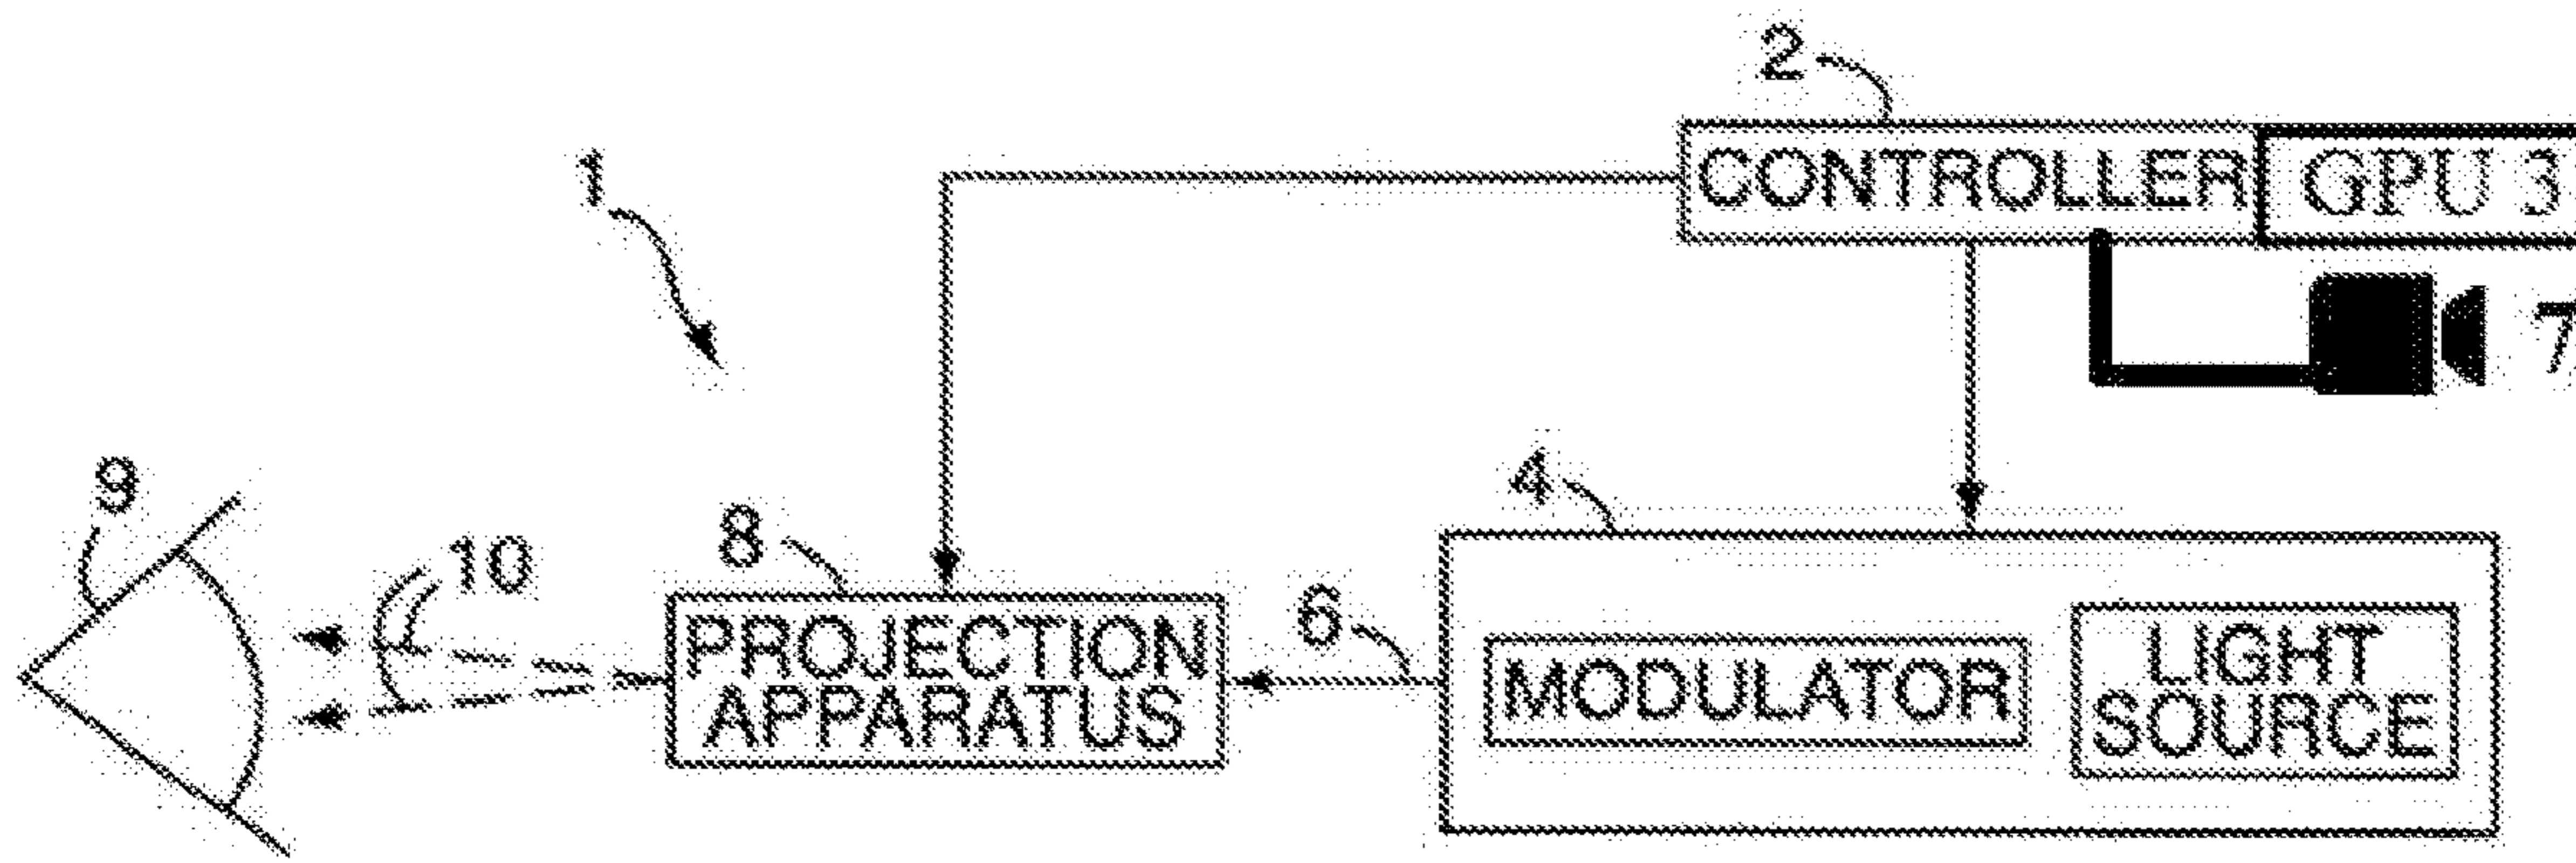 2
1
CONTROLLER GPU 3
7
9
4
8
10
6
PROJECTION
APPARATUS
MODULATOR
LIGHT
SOURCE